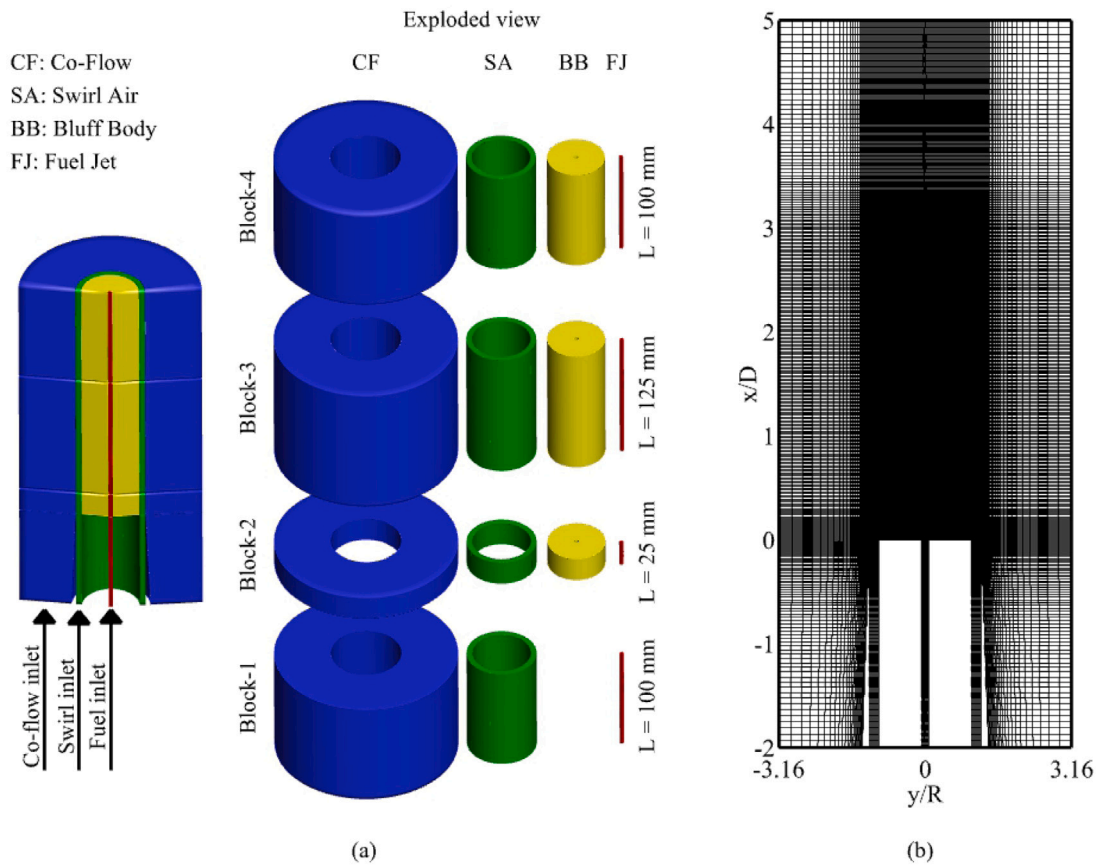 Exploded view
CF: Co-Flow
SA: Swirl Air
BB: Bluff Body
FJ: Fuel Jet
CF SA BB FJ
Block-4
L = 100 mm
Block-3
L = 125 mm
Block-2
L = 25 mm
Block-1
L = 100 mm
Co-flow inlet
Swirl inlet
Fuel inlet
(a)
5
4
3
2
1
0
-1
-2
x/D
-3.16 0 3.16
y/R
(b)